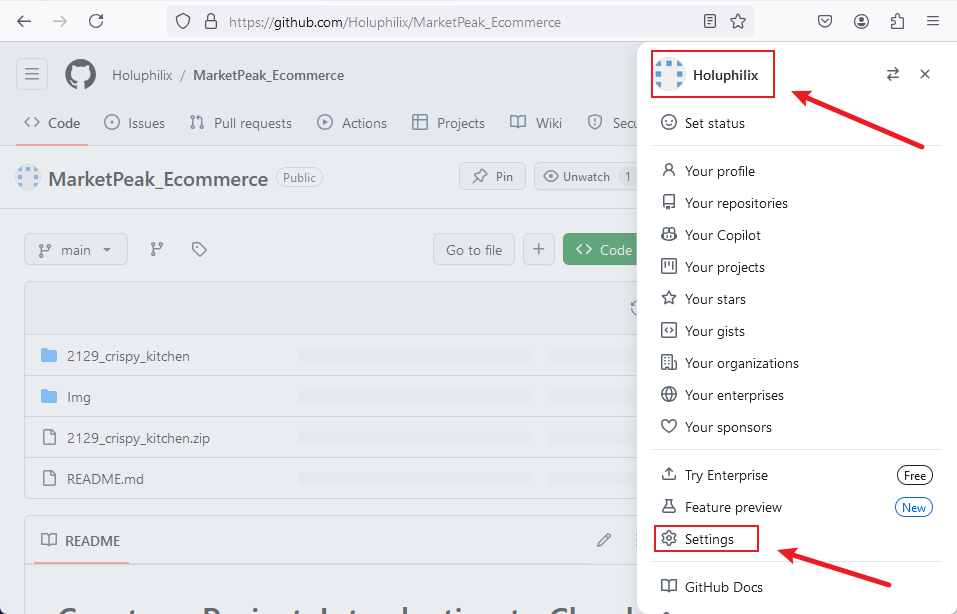 https://github.com/Holuphilix/MarketPeak_Ecommerce
Holuphilix / MarketPeak_Ecommerce
Code Issues Pull requests Actions Projects Wiki
MarketPeak_Ecommerce Public Pin Unwatch 1
main Go to file Code
2129_crispy_kitchen
Img
2129_crispy_kitchen.zip
README.md
README
Holuphilix
Set status
Your profile
Your repositories
Your Copilot
Your projects
Your stars
Your gists
Your organizations
Your enterprises
Your sponsors
Try Enterprise Free
Feature preview New
Settings
GitHub Docs